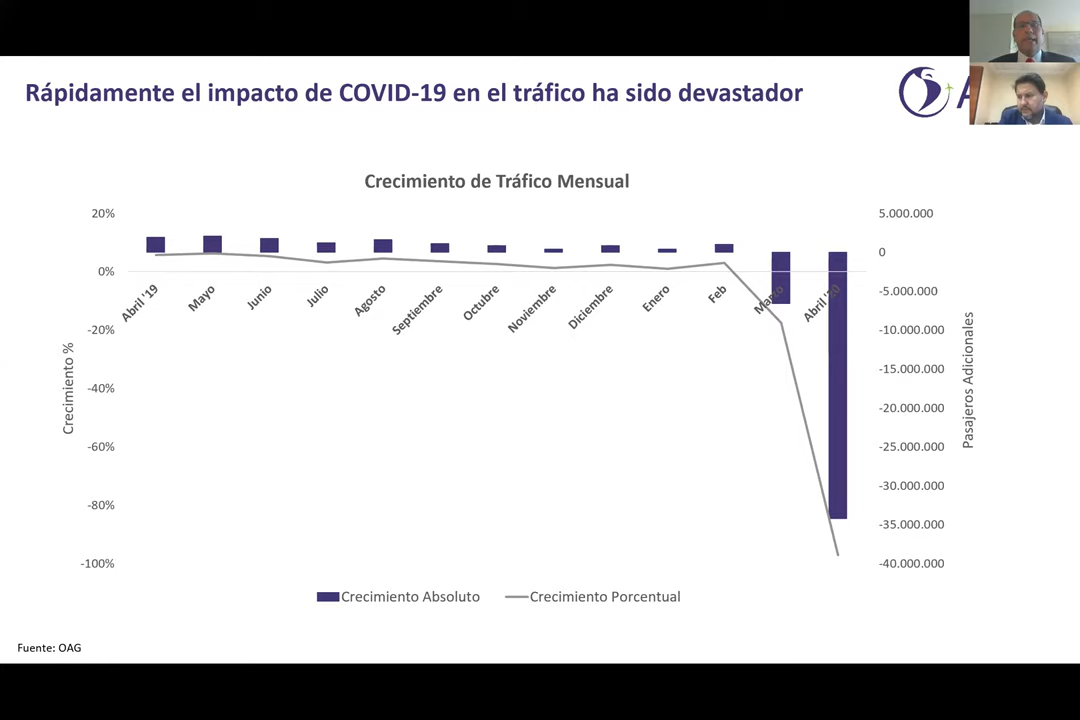 Rápidamente el impacto de COVID-19 en el tráfico ha sido devastador
A
Crecimiento de Tráfico Mensual
20%
0%
-20%
-40%
-60%
-80%
-100%
Crecimiento %
5.000.000
0
-5.000.000
-10.000.000
-15.000.000
-20.000.000
-25.000.000
-30.000.000
-35.000.000
-40.000.000
Pasajeros Adicionales
Abril '19
Mayo
Junio
Julio
Agosto
Septiembre
Octubre
Noviembre
Diciembre
Enero
Feb
Marzo
Abril '20
Crecimiento Absoluto
Crecimiento Porcentual
Fuente: OAG